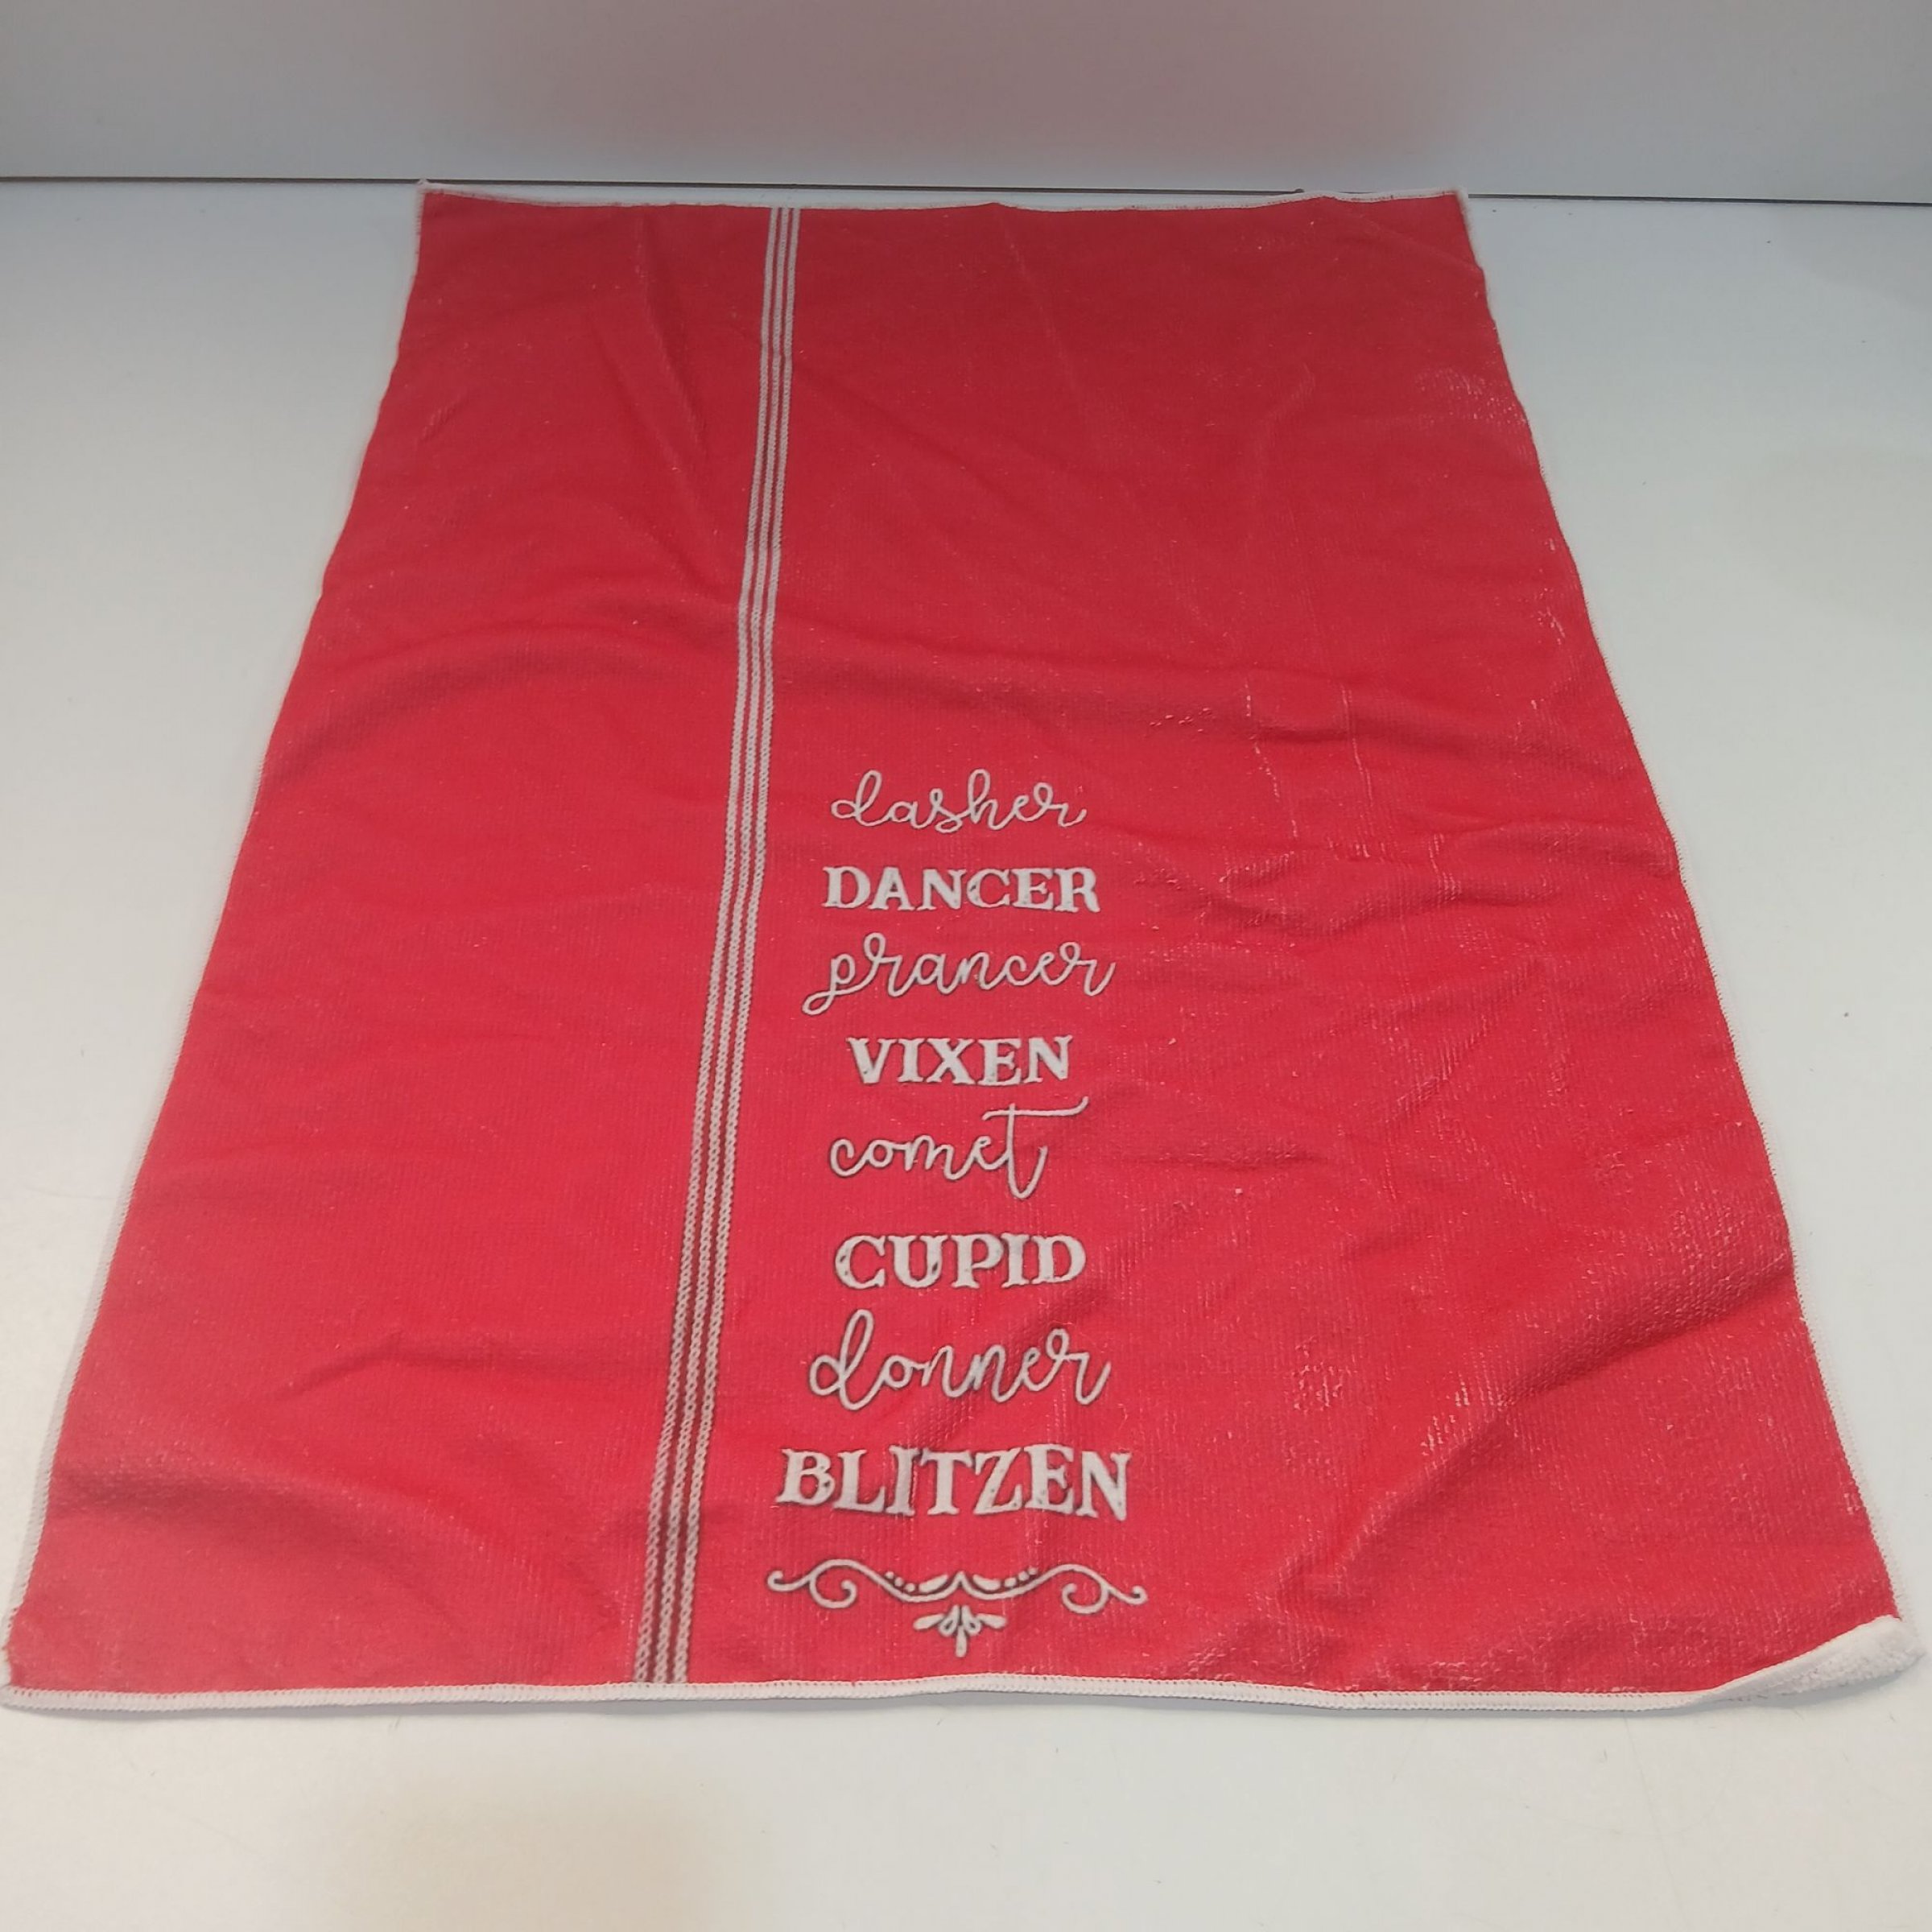 dasher
DANCER
prancer
VIXEN
comet
CUPID
donner
BLITZEN